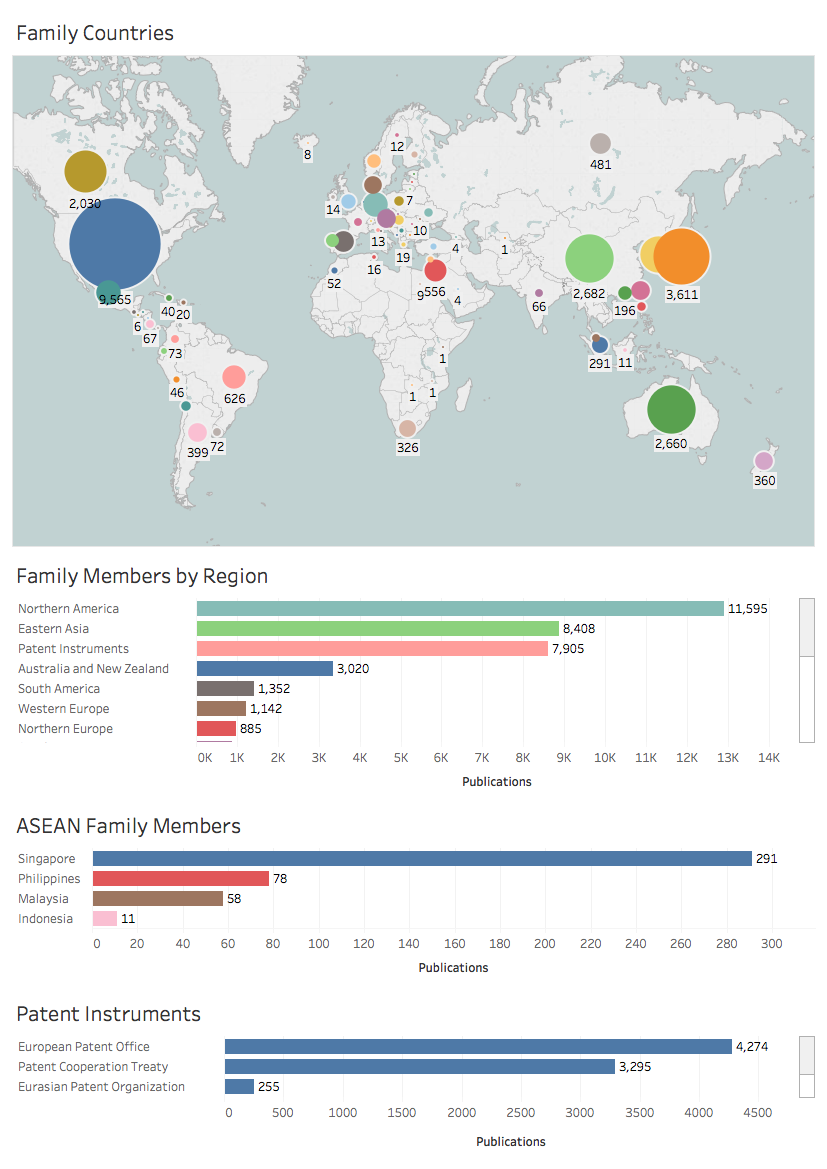 Family Countries
8
12
481
2,030
14
7
10
13
19
4
1
16
52
9
556
4
2,682
3,611
66
196
9,565
40
20
6
67
73
1
291
11
46
626
1
1
399
72
326
2,660
360
Family Members by Region
Northern America 11,595
Eastern Asia 8,408
Patent Instruments 7,905
Australia and New Zealand 3,020
South America 1,352
Western Europe 1,142
Northern Europe 885
0K 1K 2K 3K 4K 5K 6K 7K 8K 9K 10K 11K 12K 13K 14K
Publications
ASEAN Family Members
Singapore 291
Philippines 78
Malaysia 58
Indonesia 11
0 20 40 60 80 100 120 140 160 180 200 220 240 260 280 300
Publications
Patent Instruments
European Patent Office 4,274
Patent Cooperation Treaty 3,295
Eurasian Patent Organization 255
0 500 1000 1500 2000 2500 3000 3500 4000 4500
Publications